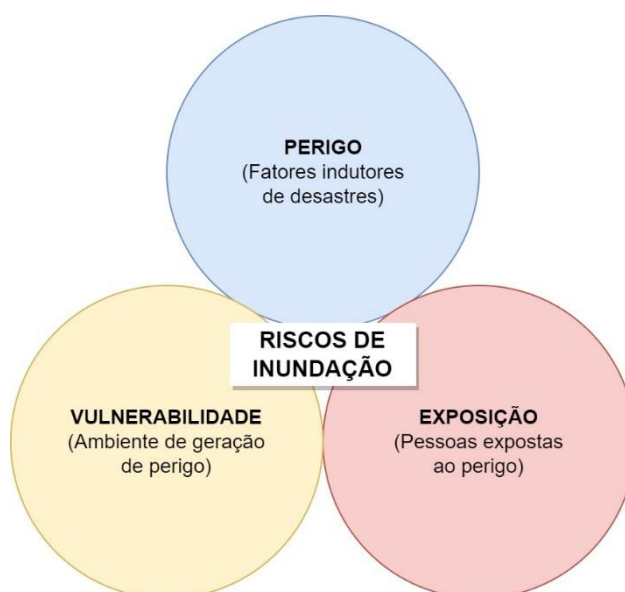 PERIGO
(Fatores indutores
de desastres)
RISCOS DE
INUNDAÇÃO
VULNERABILIDADE
(Ambiente de geração
de perigo)
EXPOSIÇÃO
(Pessoas expostas
ao perigo)